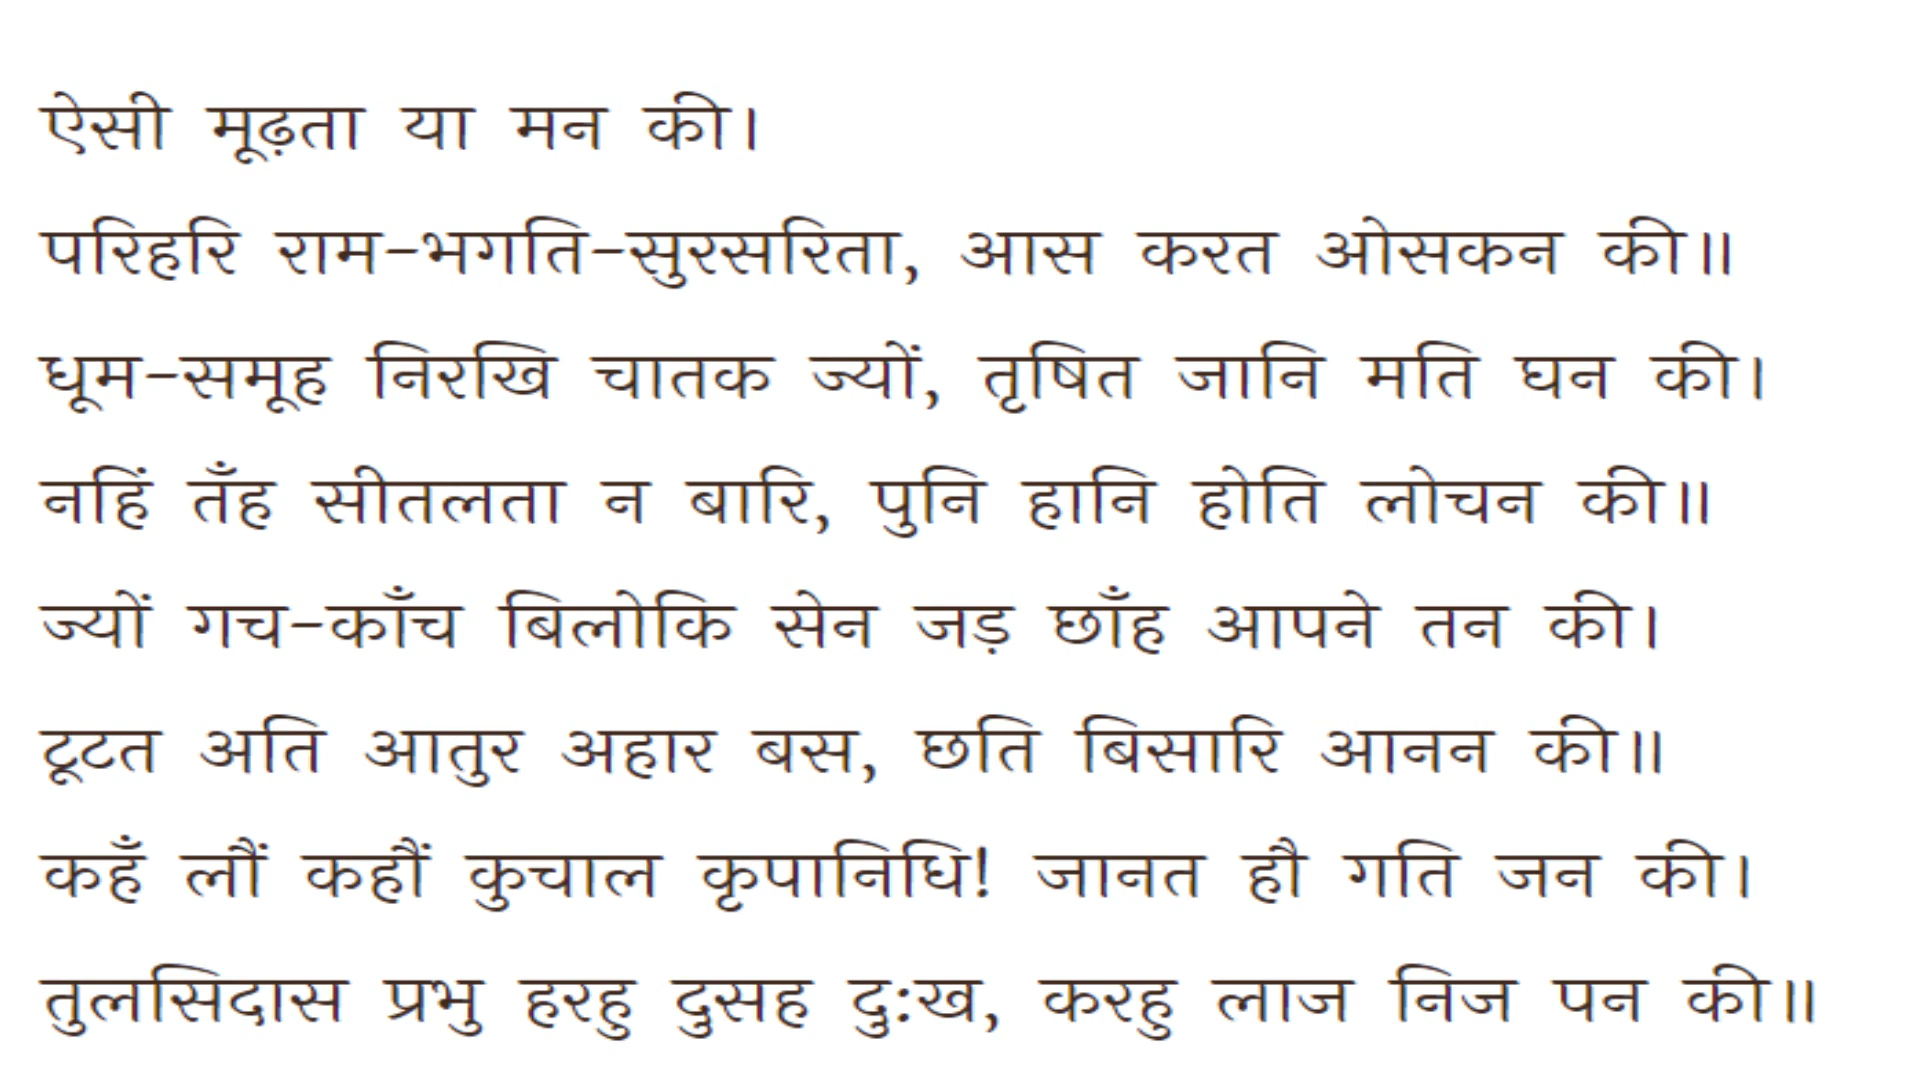 ऐसी मूढ़ता या मन की।
परिहरि राम-भगति-सुरसरिता, आस करत ओसकन की॥
धूम-समूह निरखि चातक ज्यों, तृषित जानि मति घन की।
नहिं तँह सीतलता न बारि, पुनि हानि होति लोचन की॥
ज्यों गच-काँच बिलोकि सेन जड़ छाँह आपने तन की।
टूटत अति आतुर अहार बस, छति बिसारि आनन की॥
कहँ लौं कहौं कुचाल कृपानिधि! जानत हौ गति जन की।
तुलसिदास प्रभु हरहु दुसह दु:ख, करहु लाज निज पन की॥